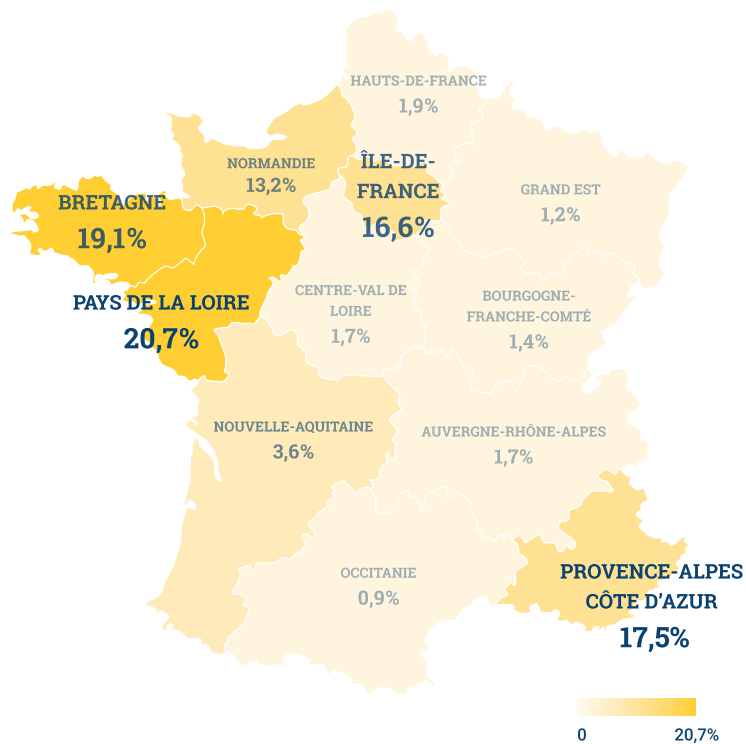 HAUTS-DE-FRANCE
1,9%
NORMANDIE
13,2%
ÎLE-DE-
FRANCE
16,6%
GRAND EST
1,2%
BRETAGNE
19,1%
PAYS DE LA LOIRE
20,7%
CENTRE-VAL DE
LOIRE
1,7%
BOURGOGNE-
FRANCHE-COMTÉ
1,4%
NOUVELLE-AQUITAINE
3,6%
AUVERGNE-RHÔNE-ALPES
1,7%
OCCITANIE
0,9%
PROVENCE-ALPES
CÔTE D’AZUR
17,5%
0
20,7%